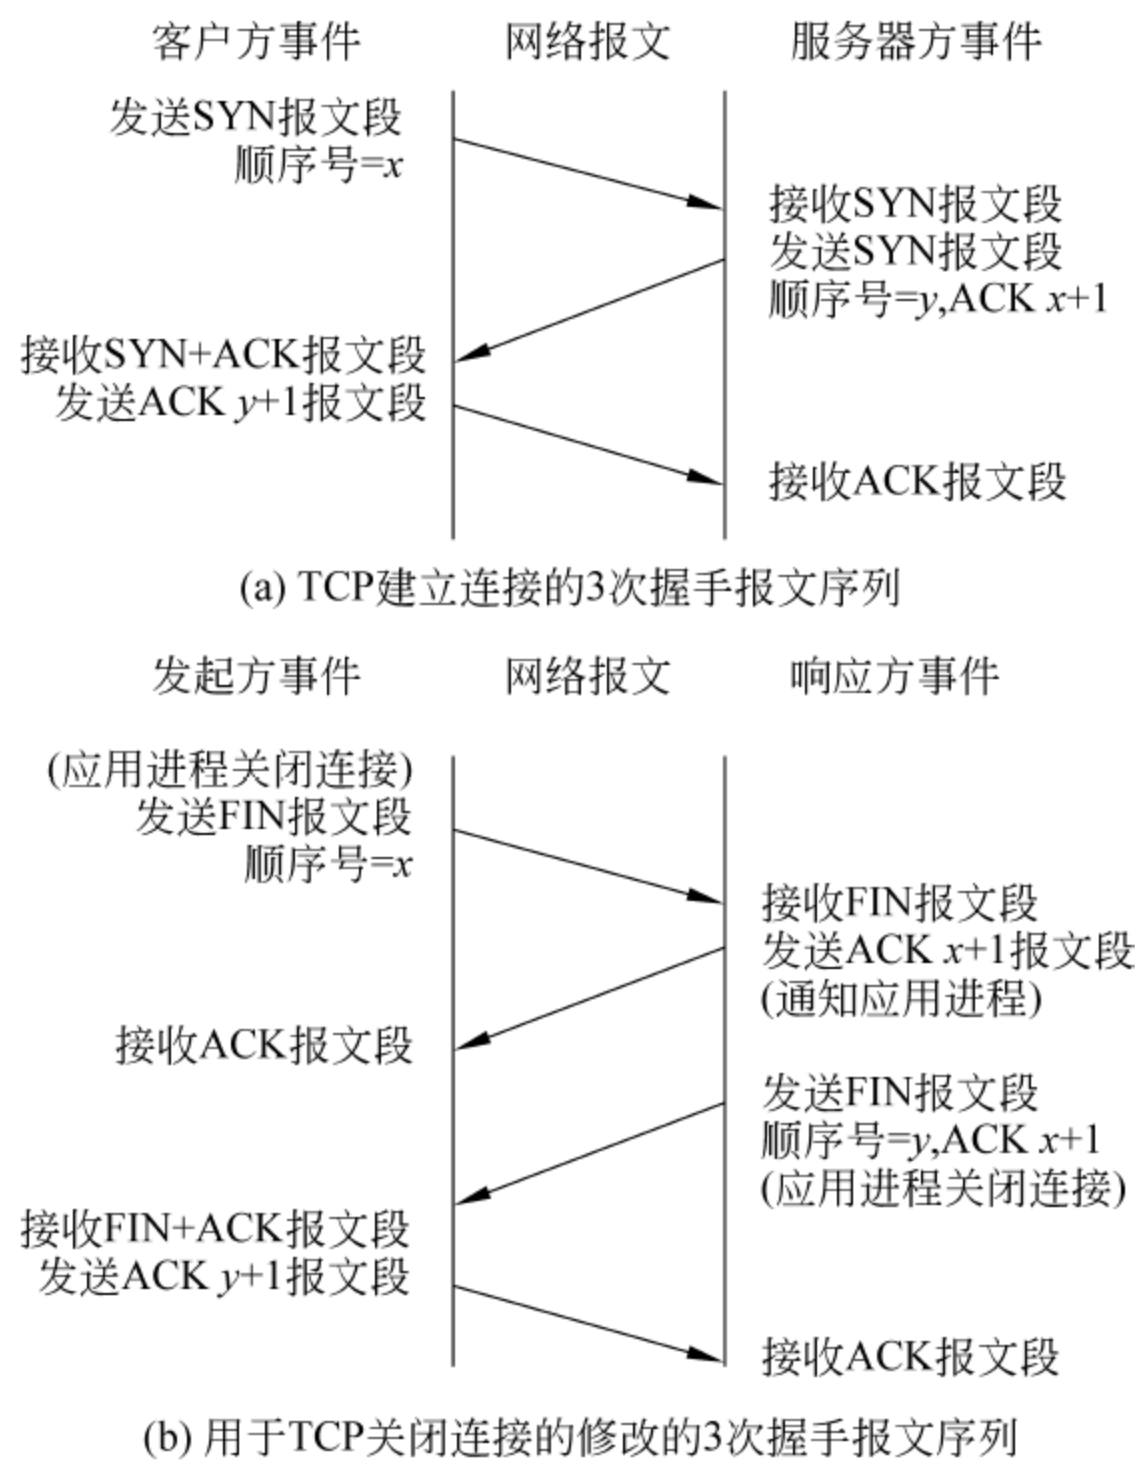 客户方事件 网络报文 服务器方事件
发送SYN报文段
顺序号=x
接收SYN报文段
发送SYN报文段
顺序号=y,ACK x+1
接收SYN+ACK报文段
发送ACK y+1报文段
接收ACK报文段
(a) TCP建立连接的3次握手报文序列
发起方事件 网络报文 响应方事件
(应用进程关闭连接)
发送FIN报文段
顺序号=x
接收FIN报文段
发送ACK x+1报文段
(通知应用进程)
接收ACK报文段
发送FIN报文段
顺序号=y,ACK x+1
(应用进程关闭连接)
接收FIN+ACK报文段
发送ACK y+1报文段
接收ACK报文段
(b) 用于TCP关闭连接的修改的3次握手报文序列